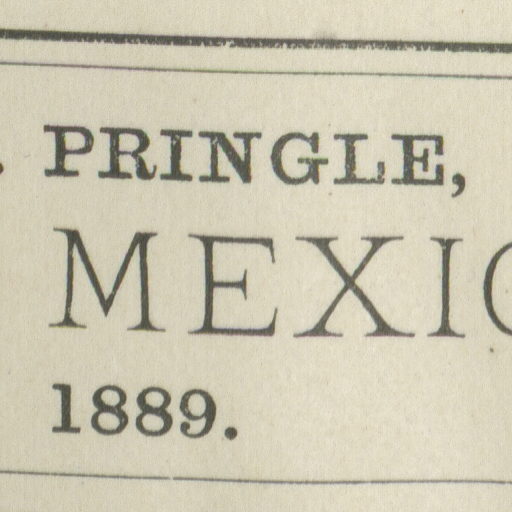 . PRINGLE,
MEXIC
1889.